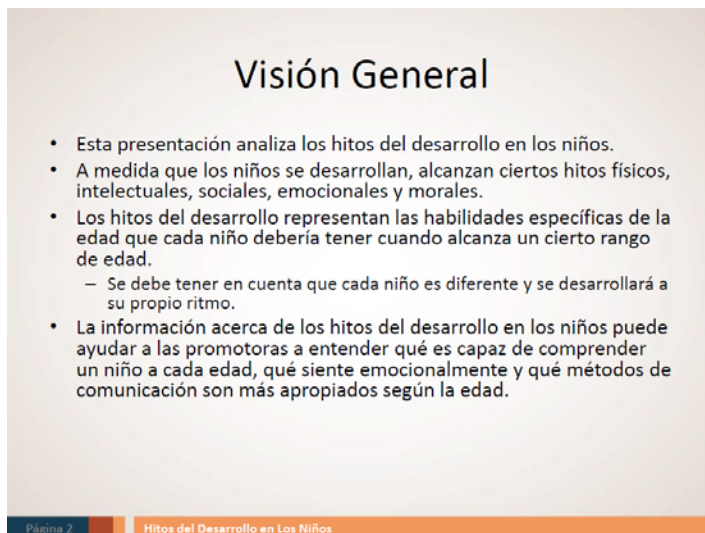 Visión General
• Esta presentación analiza los hitos del desarrollo en los niños.
• A medida que los niños se desarrollan, alcanzan ciertos hitos físicos,
intelectuales, sociales, emocionales y morales.
• Los hitos del desarrollo representan las habilidades específicas de la
edad que cada niño debería tener cuando alcanza un cierto rango
de edad.
– Se debe tener en cuenta que cada niño es diferente y se desarrollará a
su propio ritmo.
• La información acerca de los hitos del desarrollo en los niños puede
ayudar a las promotoras a entender qué es capaz de comprender
un niño a cada edad, qué siente emocionalmente y qué métodos de
comunicación son más apropiados según la edad.
Página 2
Hitos del Desarrollo en Los Niños